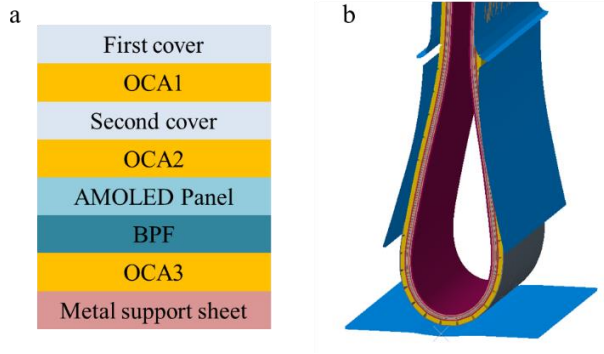 a
First cover
OCA1
Second cover
OCA2
AMOLED Panel
BPF
OCA3
Metal support sheet
b